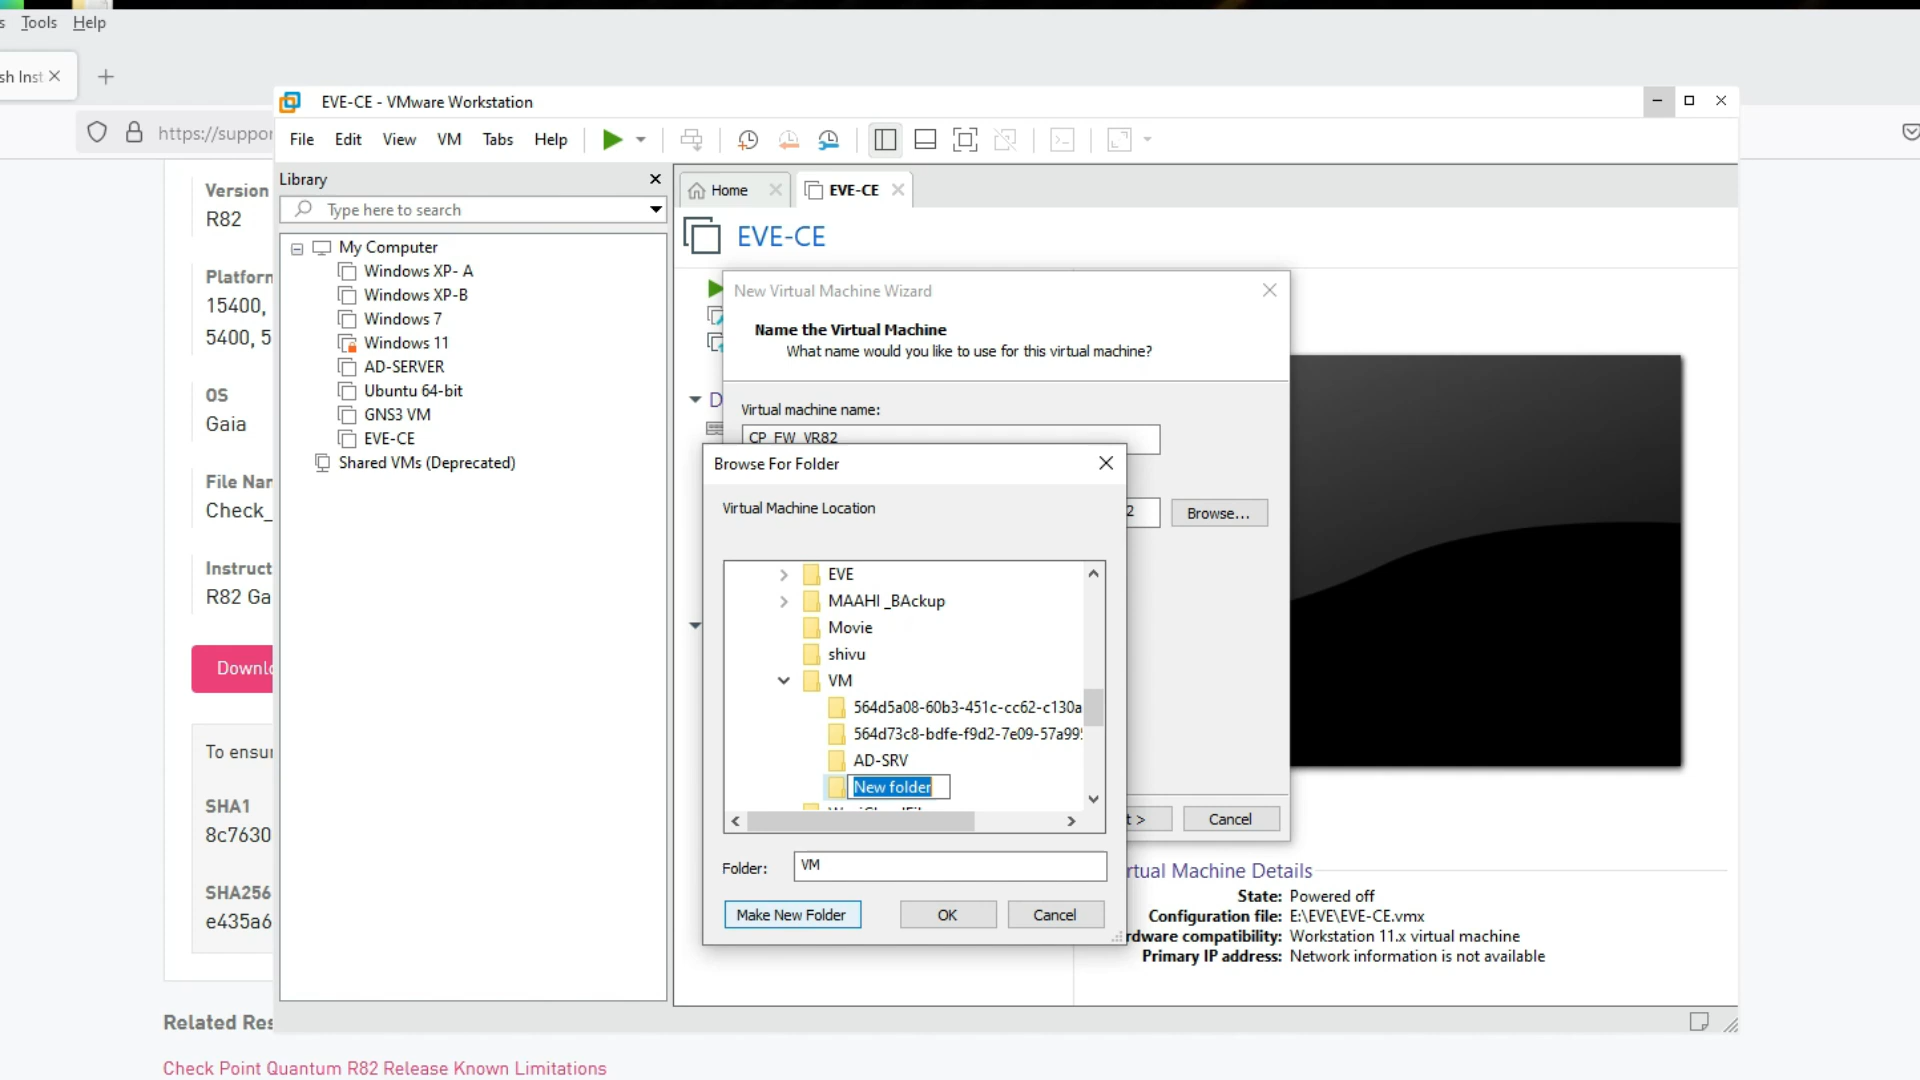 s Tools Help
sh Inst
https://suppor
EVE-CE - VMware Workstation
File Edit View VM Tabs Help
Library
Type here to search
My Computer
Windows XP- A
Windows XP-B
Windows 7
Windows 11
AD-SERVER
Ubuntu 64-bit
GNS3 VM
EVE-CE
Shared VMs (Deprecated)
Home
EVE-CE
EVE-CE
New Virtual Machine Wizard
Name the Virtual Machine
What name would you like to use for this virtual machine?
Virtual machine name:
CP_FW_VR82
2
Browse...
D
Browse For Folder
Virtual Machine Location
EVE
MAAHI_BAckup
Movie
shivu
VM
564d5a08-60b3-451c-cc62-c130a
564d73c8-bdfe-f9d2-7e09-57a99
AD-SRV
New folder
Folder: VM
Make New Folder OK Cancel
t > Cancel
rtual Machine Details
State: Powered off
Configuration file: E:\EVE\EVE-CE.vmx
rdware compatibility: Workstation 11.x virtual machine
Primary IP address: Network information is not available
Version
R82
Platforn
15400,
5400, 5
OS
Gaia
File Nar
Check_
Instruct
R82 Ga
Downlo
To ensur
SHA1
8c7630
SHA256
e435a6
Related Res
Check Point Quantum R82 Release Known Limitations